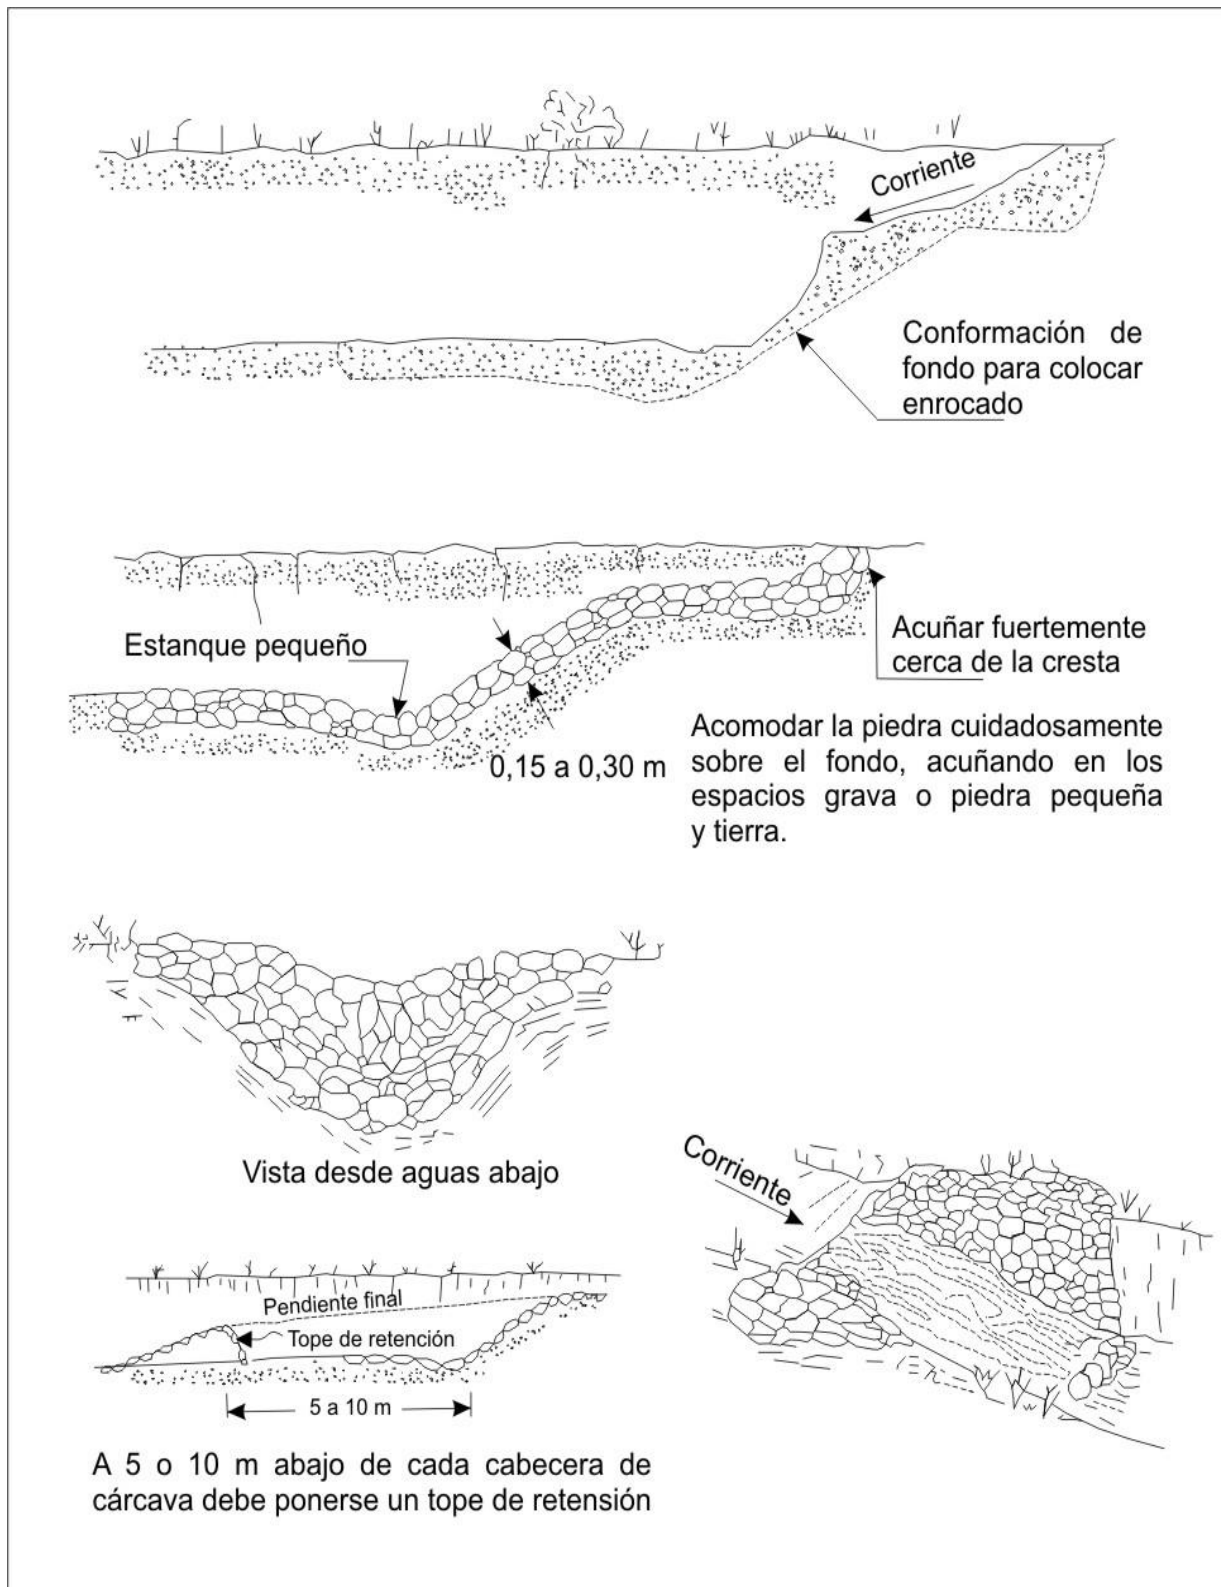 Corriente
Conformación de
fondo para colocar
enrocado
Estanque pequeño
Acuñar fuertemente
cerca de la cresta
0,15 a 0,30 m
Acomodar la piedra cuidadosamente
sobre el fondo, acuñando en los
espacios grava o piedra pequeña
y tierra.
Vista desde aguas abajo
Corriente
Pendiente final
Tope de retención
5 a 10 m
A 5 o 10 m abajo de cada cabecera de
cárcava debe ponerse un tope de retensión